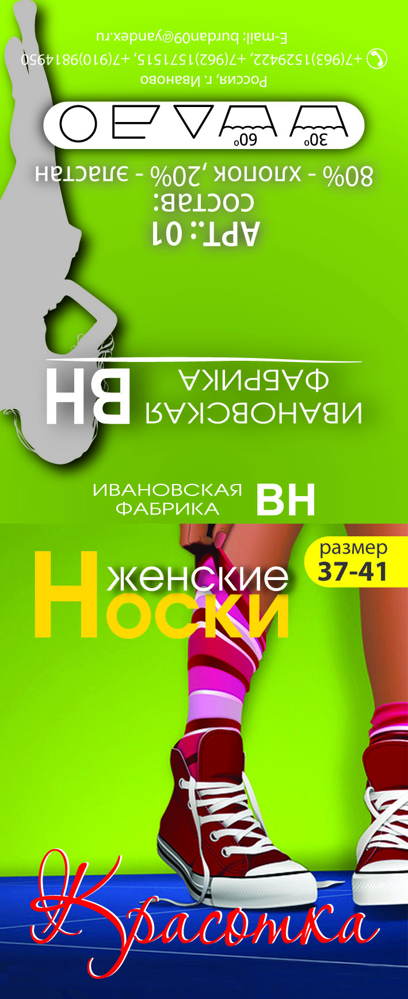 ИВАНОВСКАЯ
ФАБРИКА
ВН
АРТ.: 01
СОСТАВ:
80% - хлопок, 20% - эластан
30° 60°
Россия, г. Иваново
+7(963)1529422, +7(962)1571515, +7(910)9814950
E-mail: burdan09@yandex.ru
ИВАНОВСКАЯ
ФАБРИКА
ВН
размер
37-41
женские
Носки
Красотка